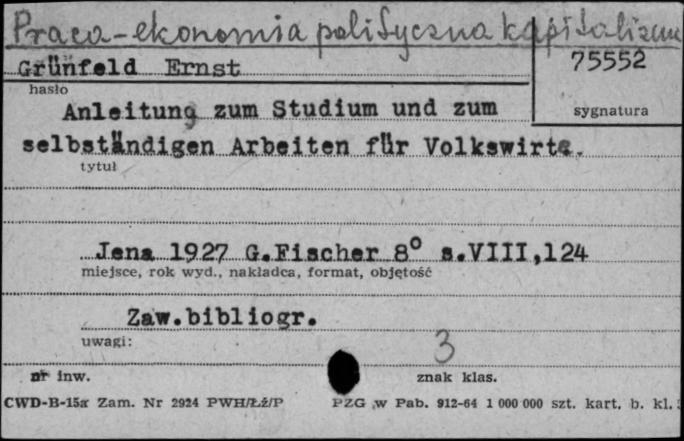 Praca-ekonomia polityczna kapitalizmu
Grünfeld Ernst
75552
hasło
sygnatura
Anleitung zum Studium und zum
selbständigen Arbeiten für Volkswirte.
tytuł
Jena 1927 G.Fischer 8° s.VIII,124
miejsce, rok wyd., nakładca, format, objętość
Zaw.bibliogr.
uwagi:
3
nr inw.
znak klas.
CWD-B-15a Zam. Nr 2924 PWH/Łż/P
PZG w Pab. 912-64 1 000 000 szt. kart. b. kl.